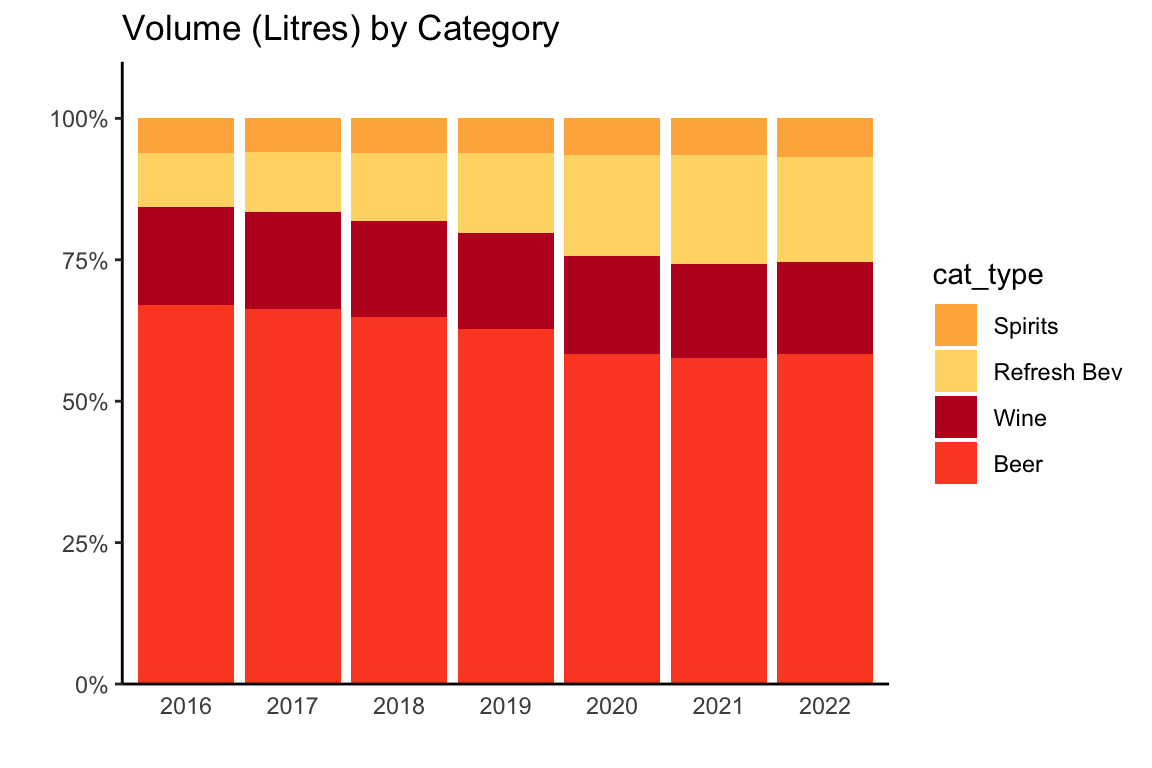 Volume (Litres) by Category
100%
75%
50%
25%
0%
2016 2017 2018 2019 2020 2021 2022
cat_type
Spirits
Refresh Bev
Wine
Beer